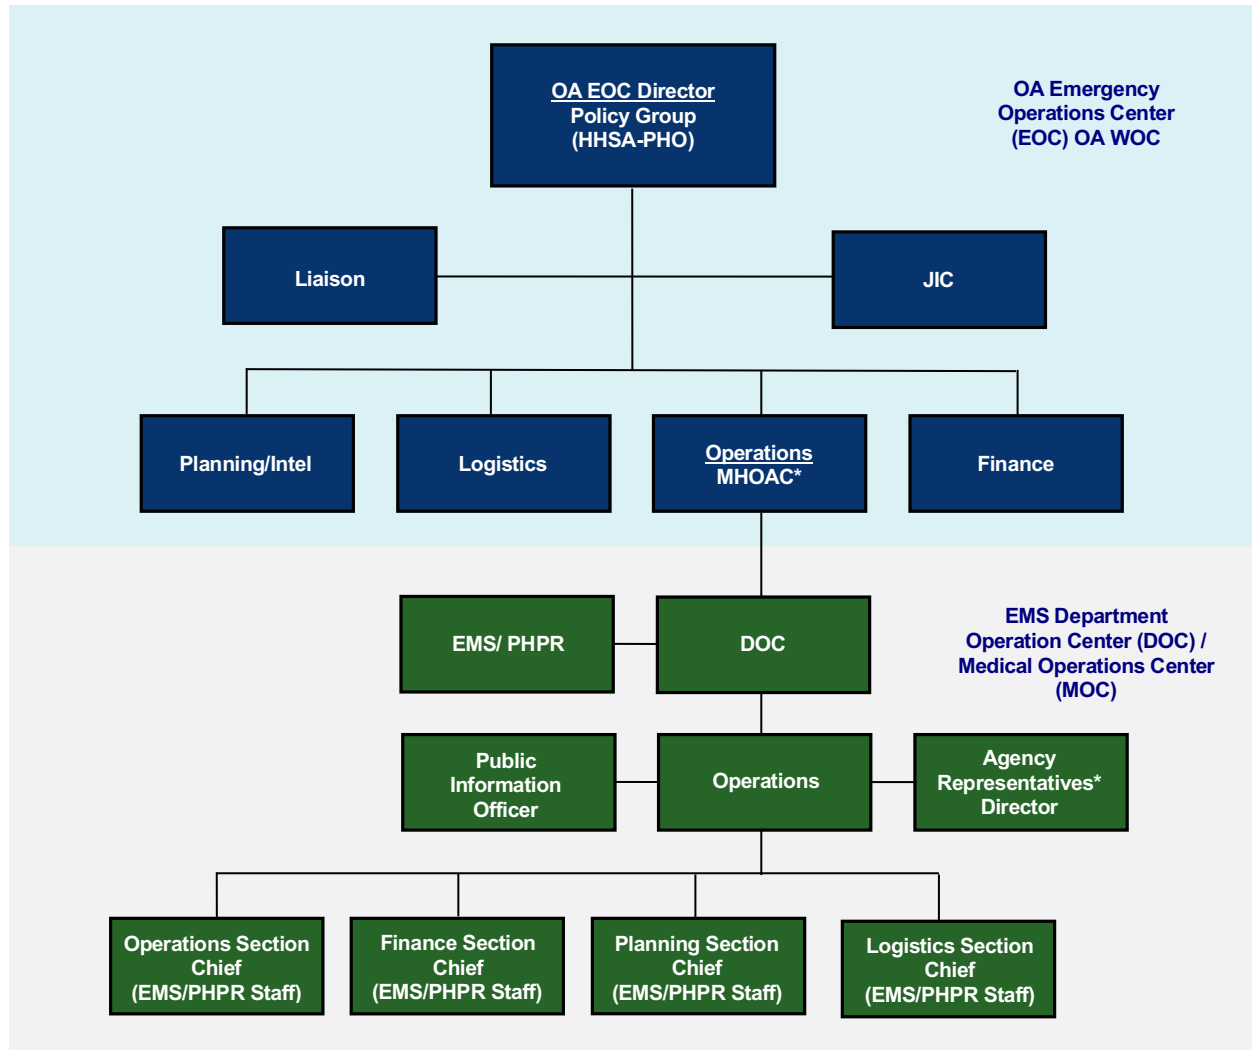 OA EOC Director
Policy Group
(HHSA-PHO)
OA Emergency
Operations Center
(EOC) OA WOC
Liaison
JIC
Planning/Intel
Logistics
Operations
MHOAC*
Finance
EMS/ PHPR
DOC
EMS Department
Operation Center (DOC) /
Medical Operations Center
(MOC)
Public
Information
Officer
Operations
Agency
Representatives*
Director
Operations Section
Chief
(EMS/PHPR Staff)
Finance Section
Chief
(EMS/PHPR Staff)
Planning Section
Chief
(EMS/PHPR Staff)
Logistics Section
Chief
(EMS/PHPR Staff)